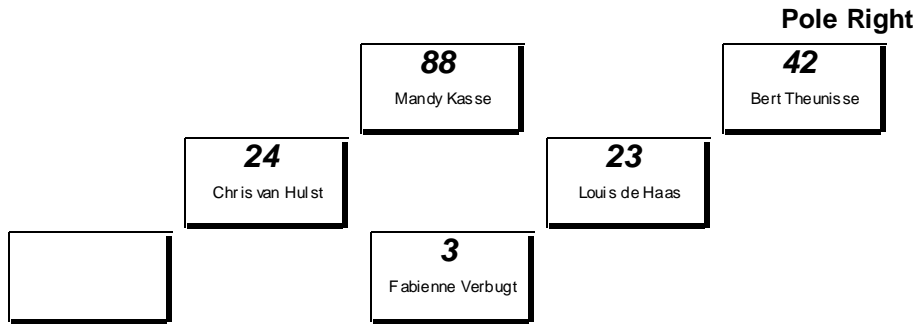 Pole Right
88
Mandy Kasse
42
Bert Theunisse
24
Chris van Hulst
23
Louis de Haas
3
Fabienne Verbugt